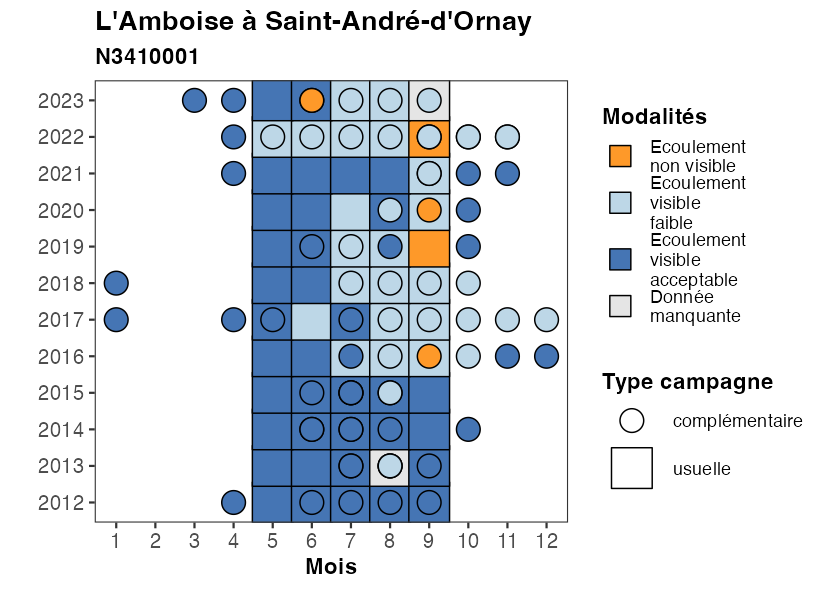 L'Amboise à Saint-André-d'Ornay
N3410001
2023
2022
2021
2020
2019
2018
2017
2016
2015
2014
2013
2012
1 2 3 4 5 6 7 8 9 10 11 12
Mois
Modalités
Ecoulement
non visible
Ecoulement
visible
faible
Ecoulement
visible
acceptable
Donnée
manquante
Type campagne
complémentaire
usuelle